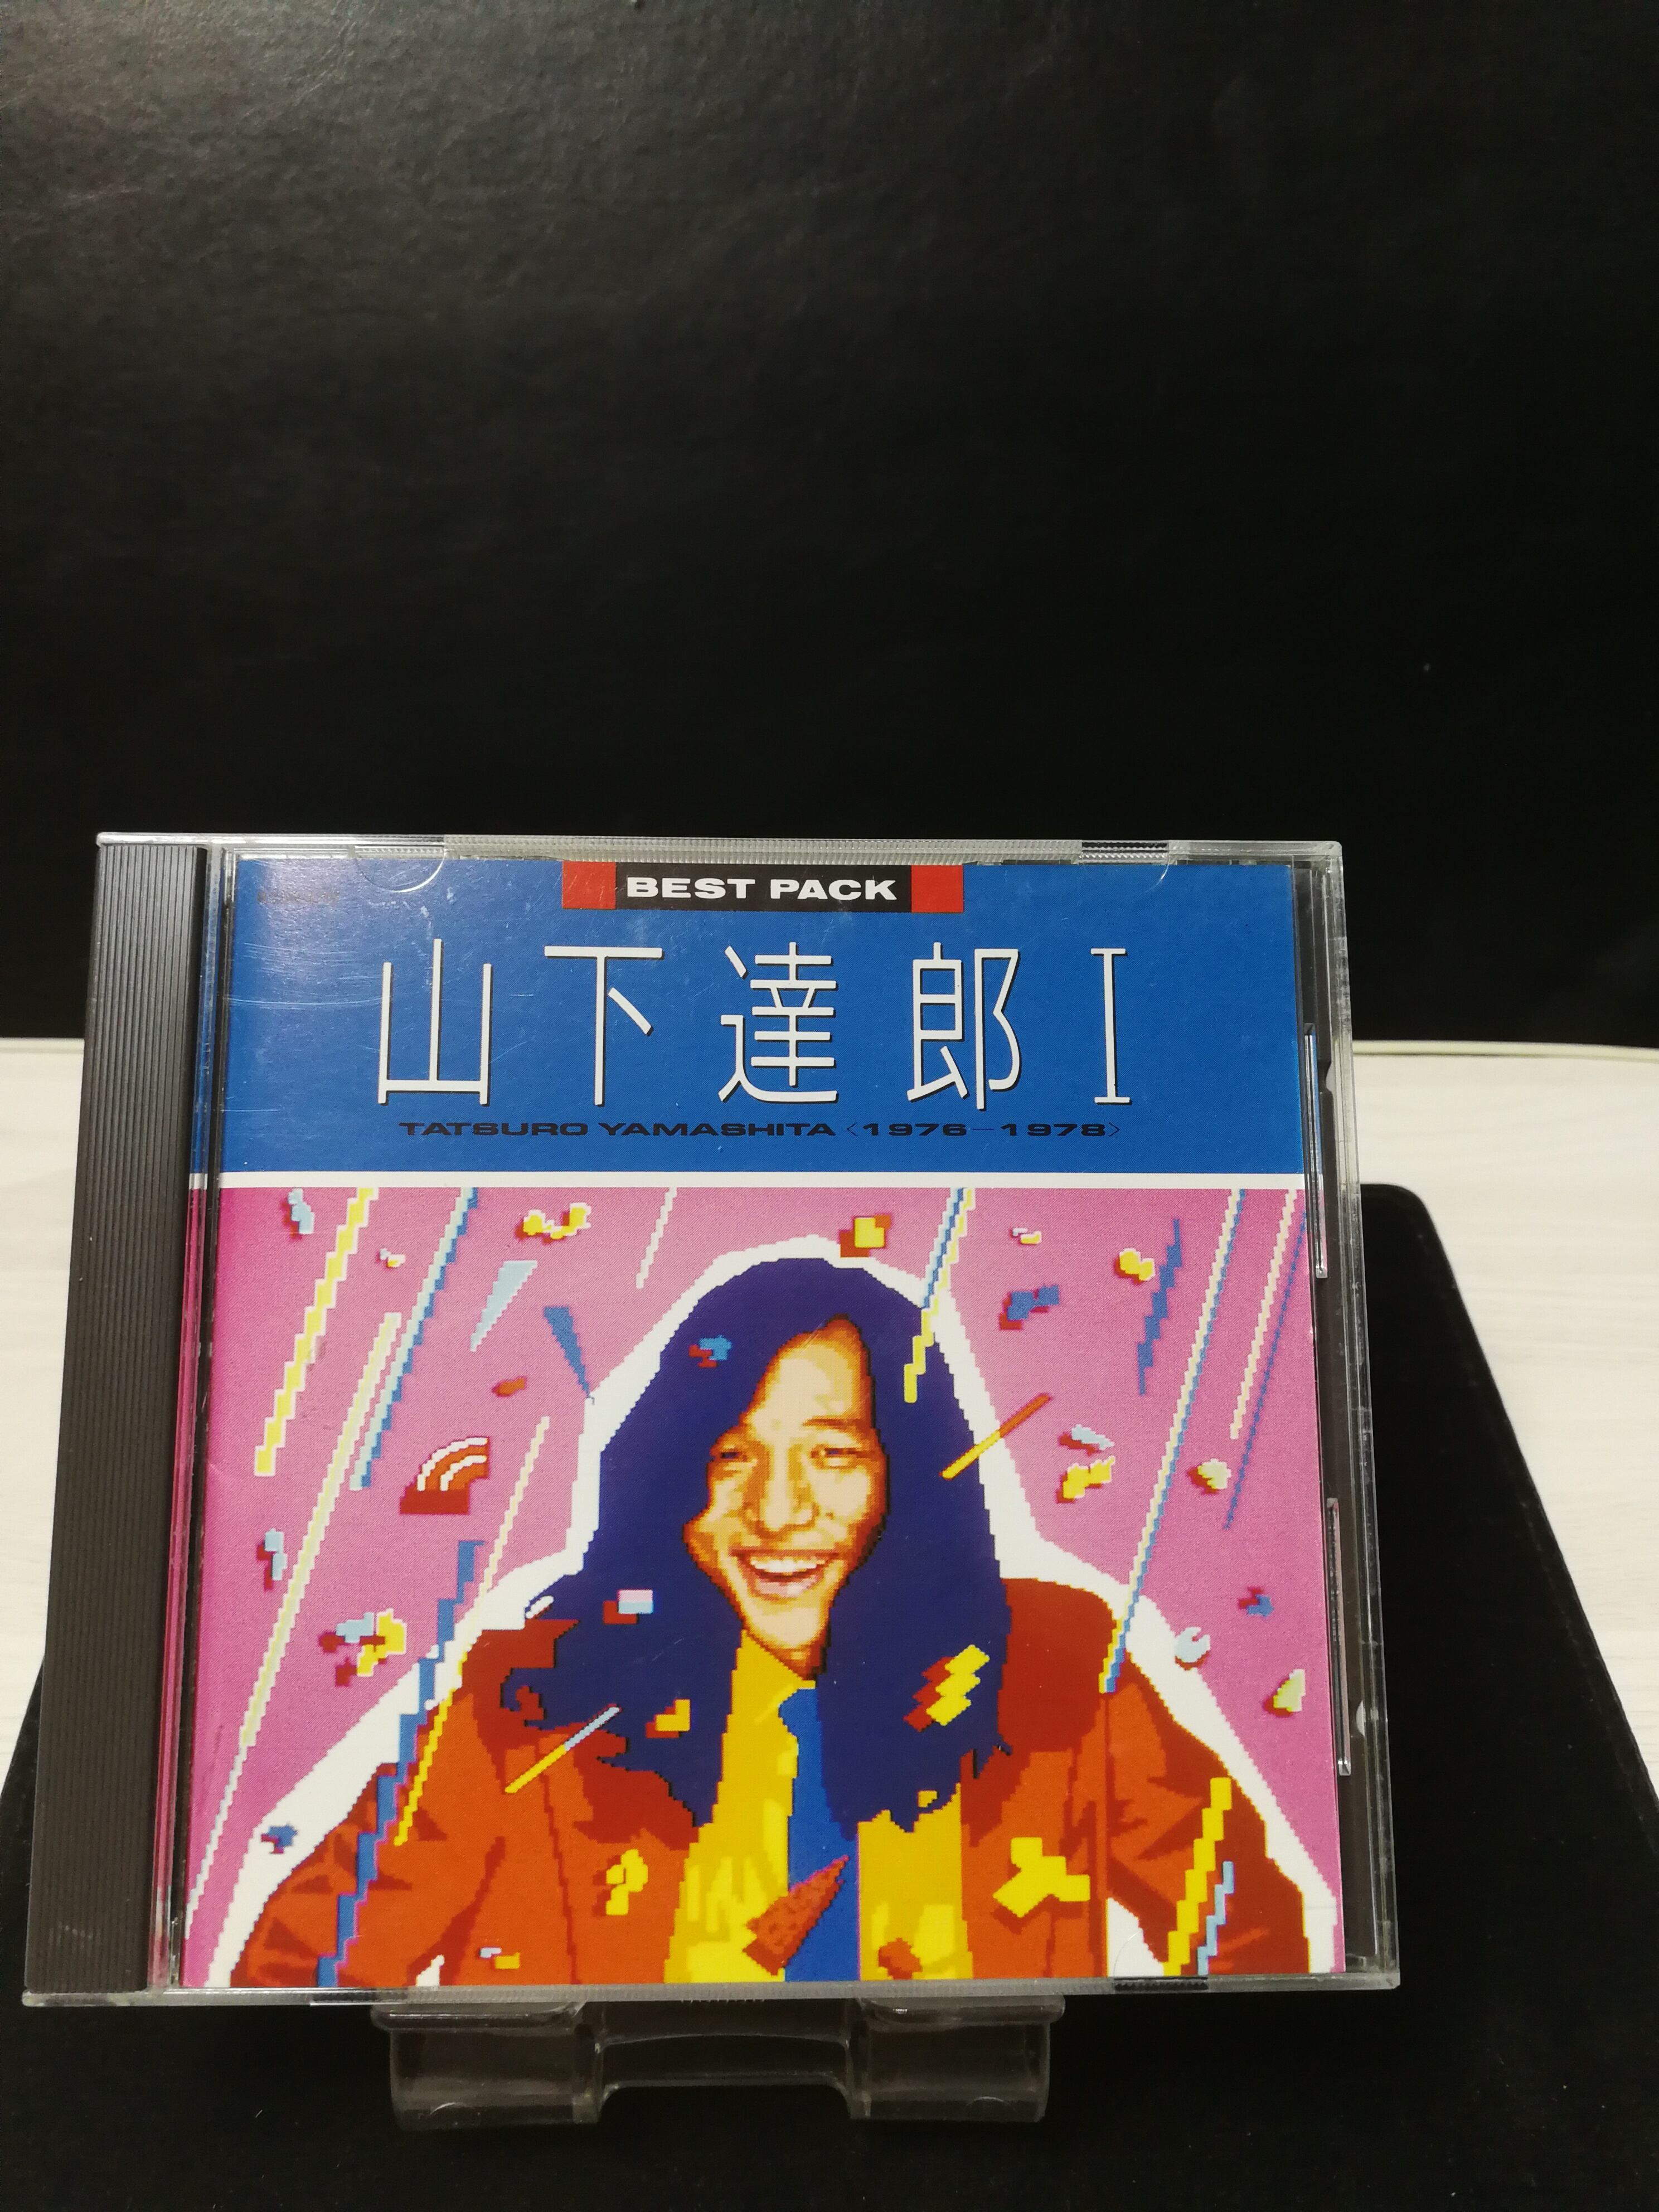 BEST PACK
山下達郎 I
TATSURO YAMASHITA〈1976-1978〉